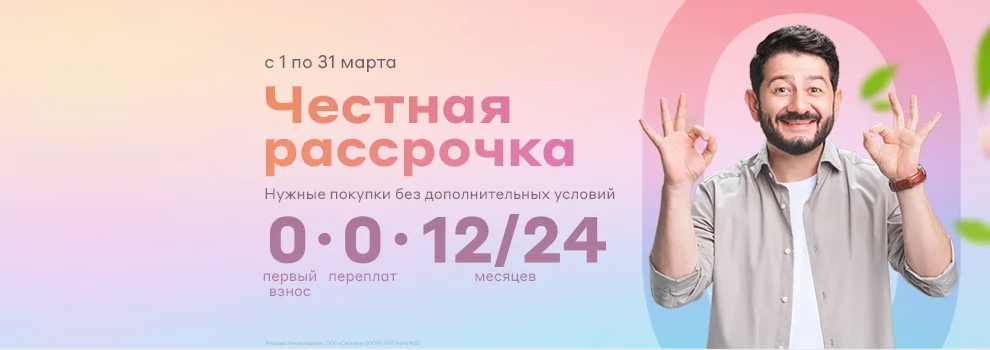 с 1 по 31 марта
Честная
рассрочка
Нужные покупки без дополнительных условий
0·0·12/24
первый переплат месяцев
взнос